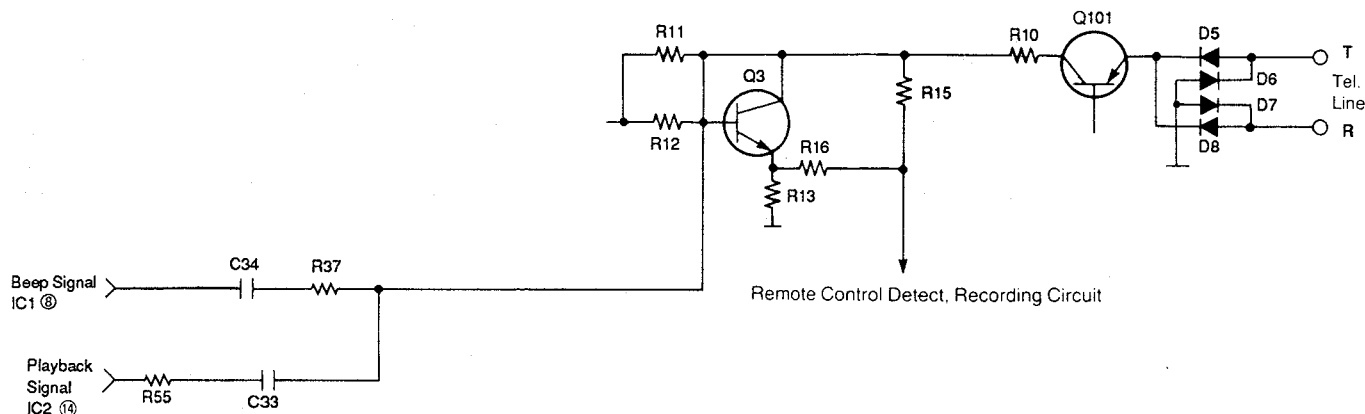 R11
Q3
R12
R16
R13
R15
R10
Q101
D5
D6
D7
D8
T
Tel.
Line
R
Beep Signal
IC1 ⑧
C34
R37
Playback
Signal
IC2 ⑭
R55
C33
Remote Control Detect, Recording Circuit